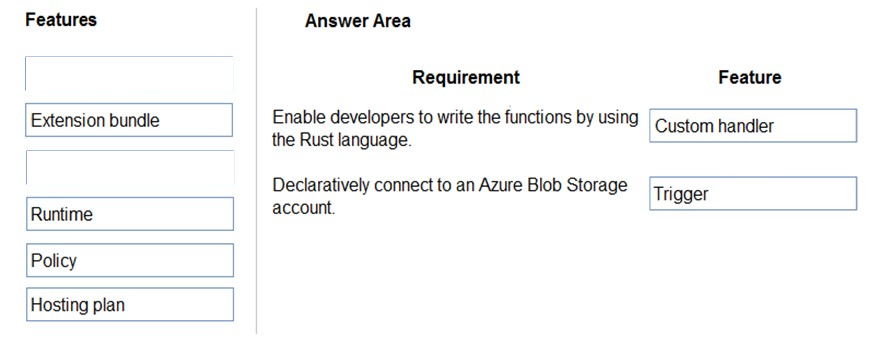 Features
Extension bundle
Runtime
Policy
Hosting plan
Answer Area
Requirement Feature
Enable developers to write the functions by using
the Rust language.
Custom handler
Declaratively connect to an Azure Blob Storage
account.
Trigger